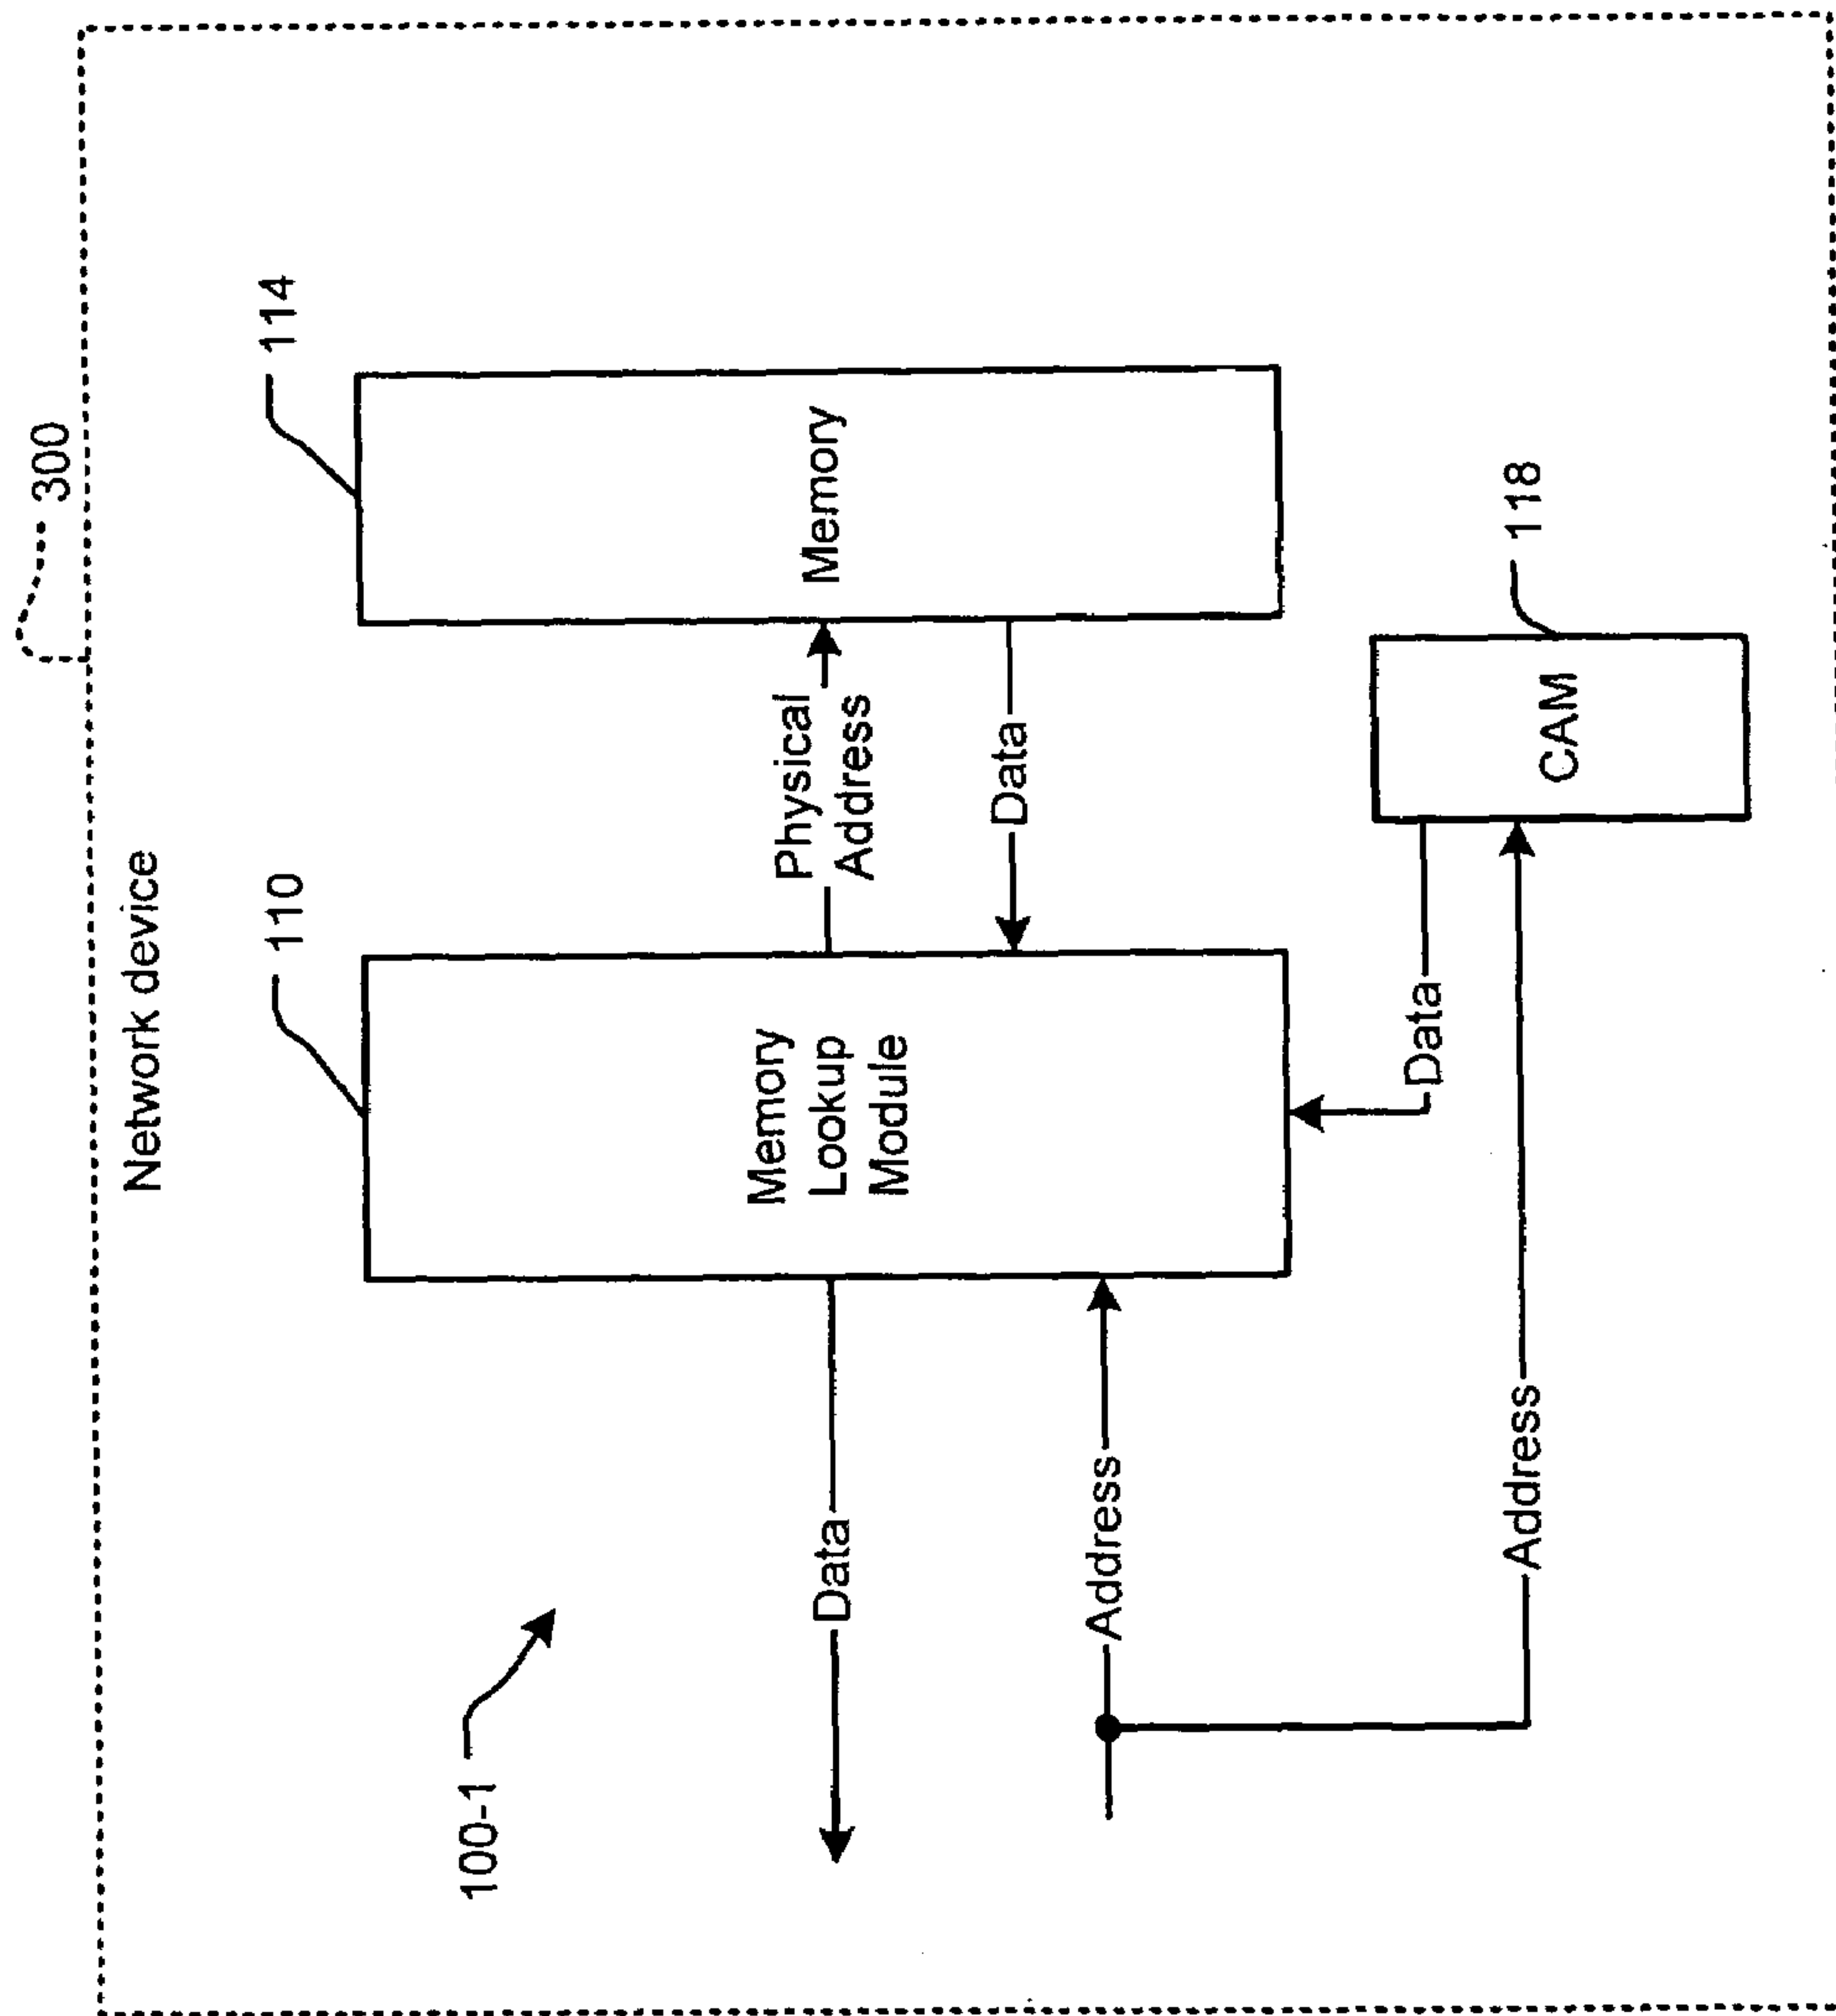 300
Network device
110
114
100-1
Memory
Lookup
Module
Physical
Address
Memory
Data
Data
Address
Data
Address
CAM
118